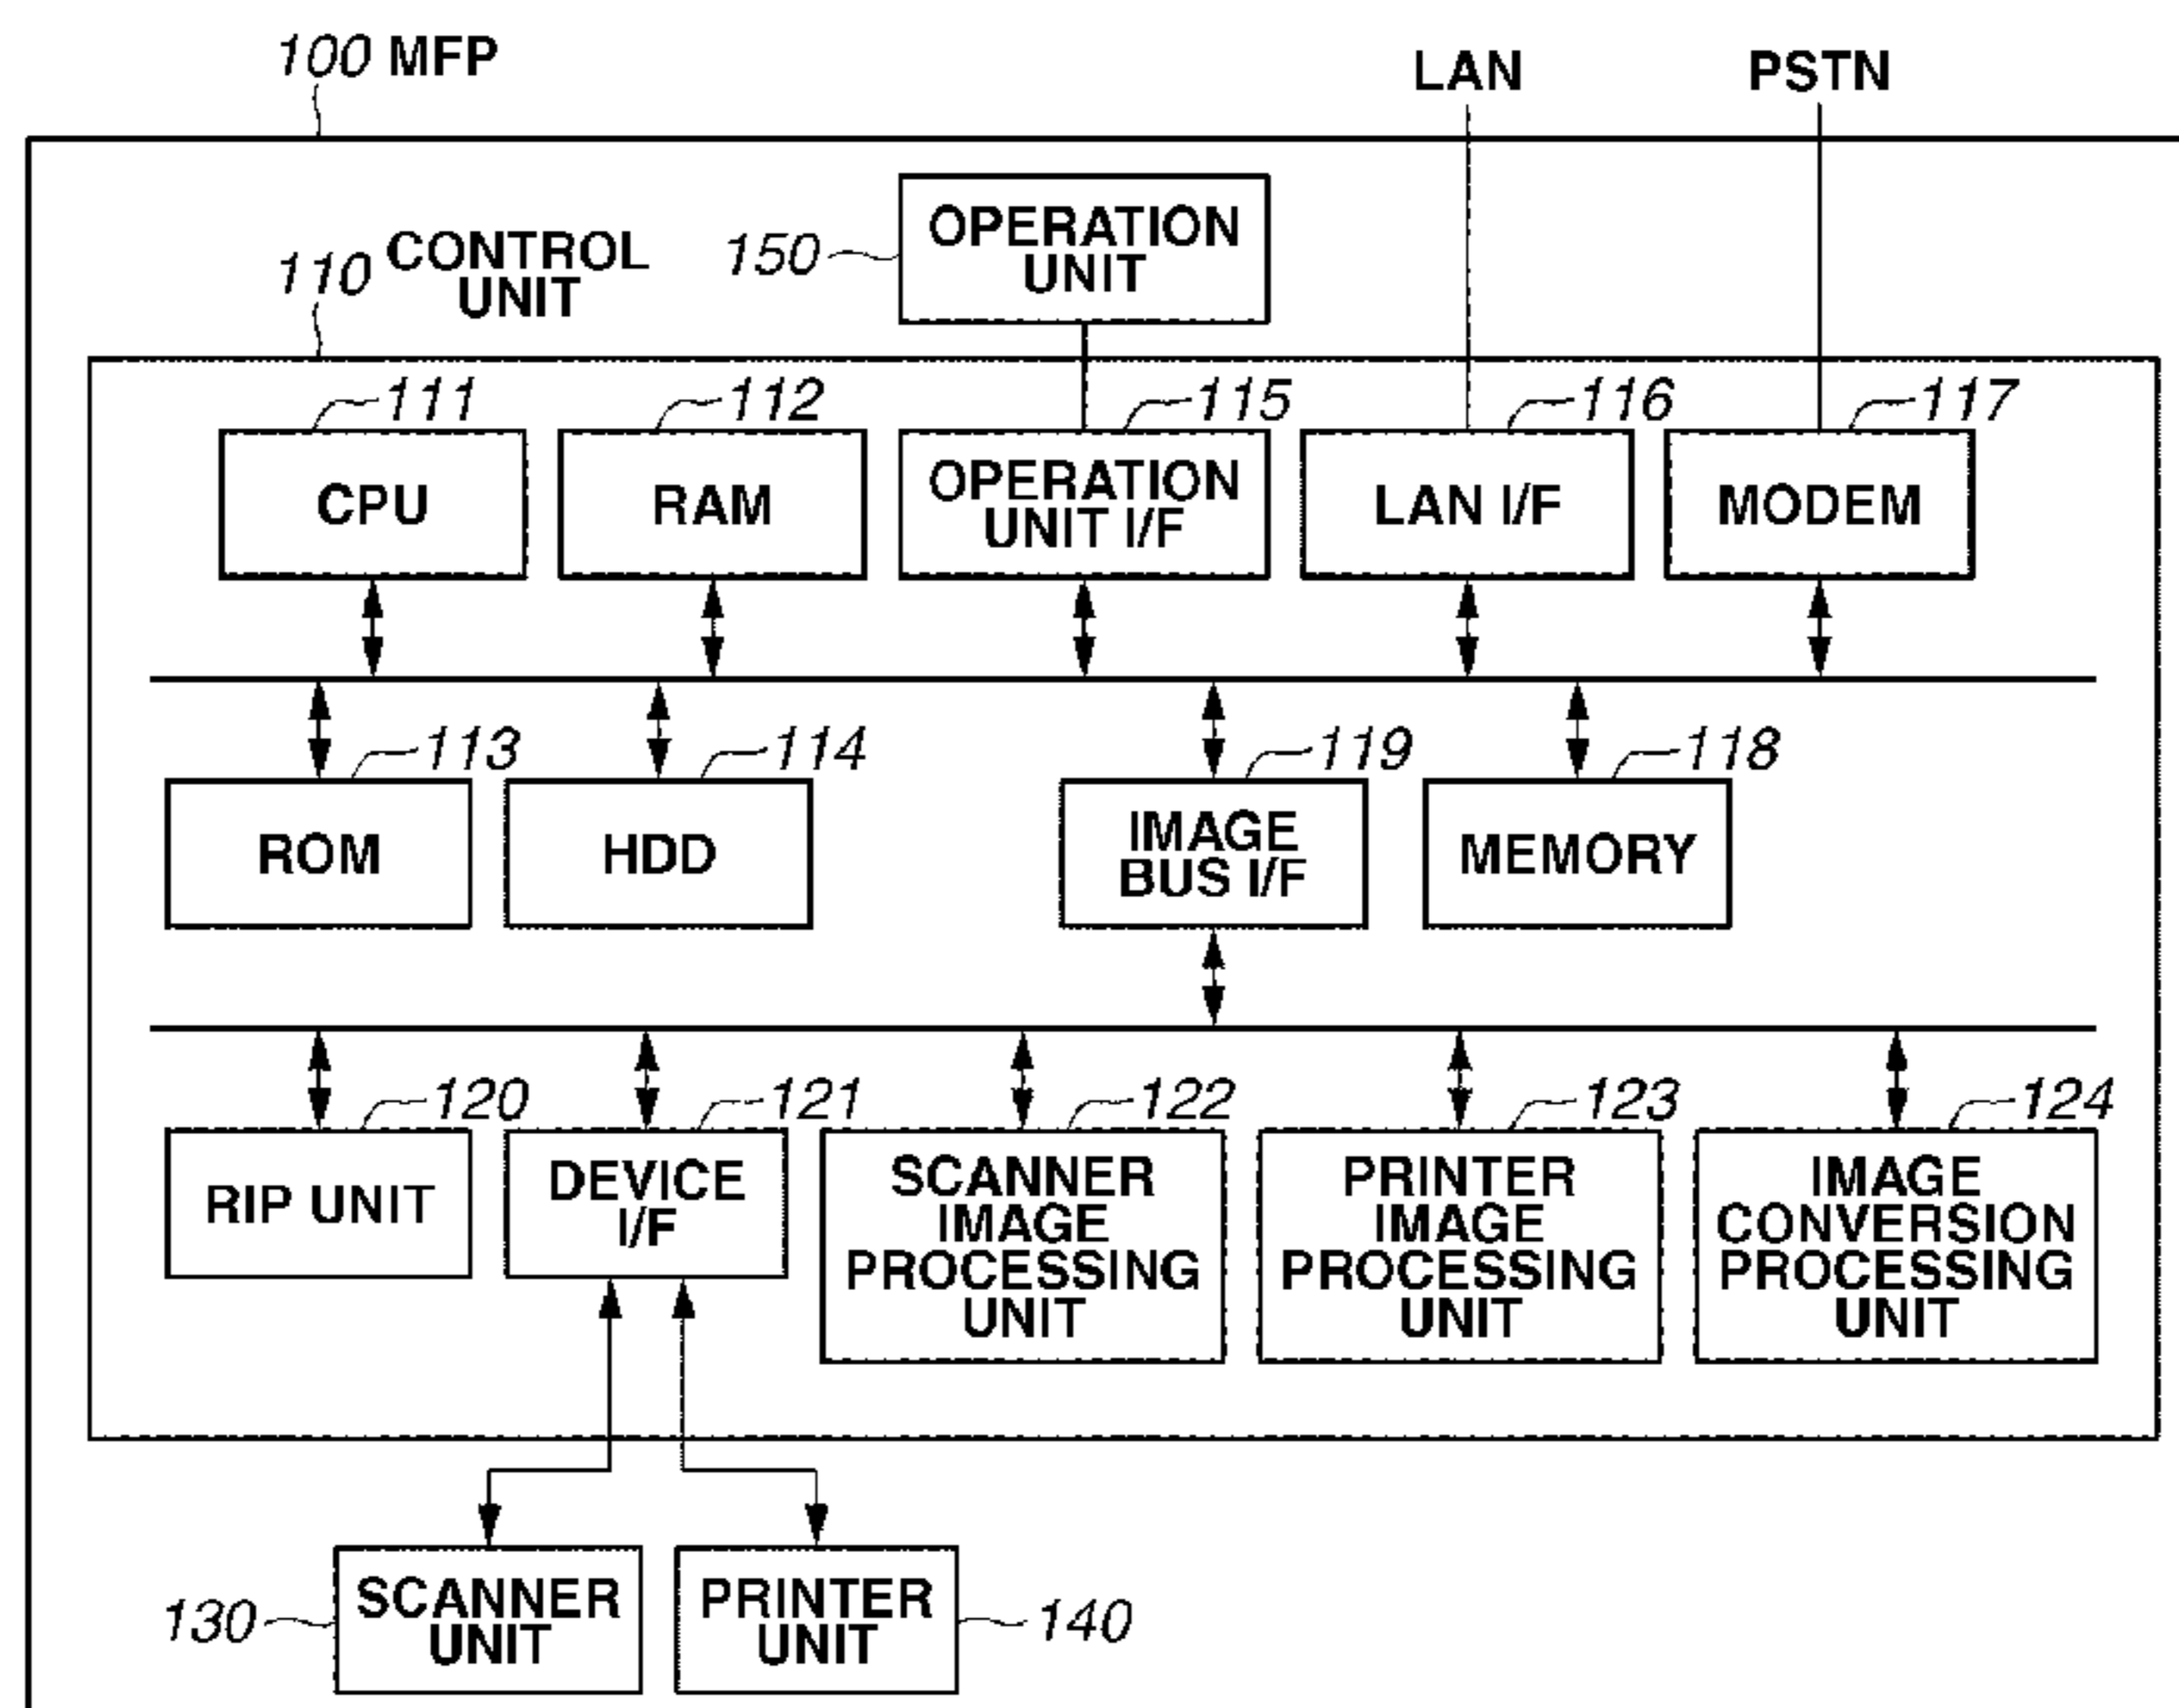 100 MFP
LAN
PSTN
OPERATION
UNIT
150
110 CONTROL
UNIT
111
112
115
116
117
CPU
RAM
OPERATION
UNIT I/F
LAN I/F
MODEM
113
114
119
118
ROM
HDD
IMAGE
BUS I/F
MEMORY
120
121
122
123
124
RIP UNIT
DEVICE
I/F
SCANNER
IMAGE
PROCESSING
UNIT
PRINTER
IMAGE
PROCESSING
UNIT
IMAGE
CONVERSION
PROCESSING
UNIT
130
SCANNER
UNIT
PRINTER
UNIT
140